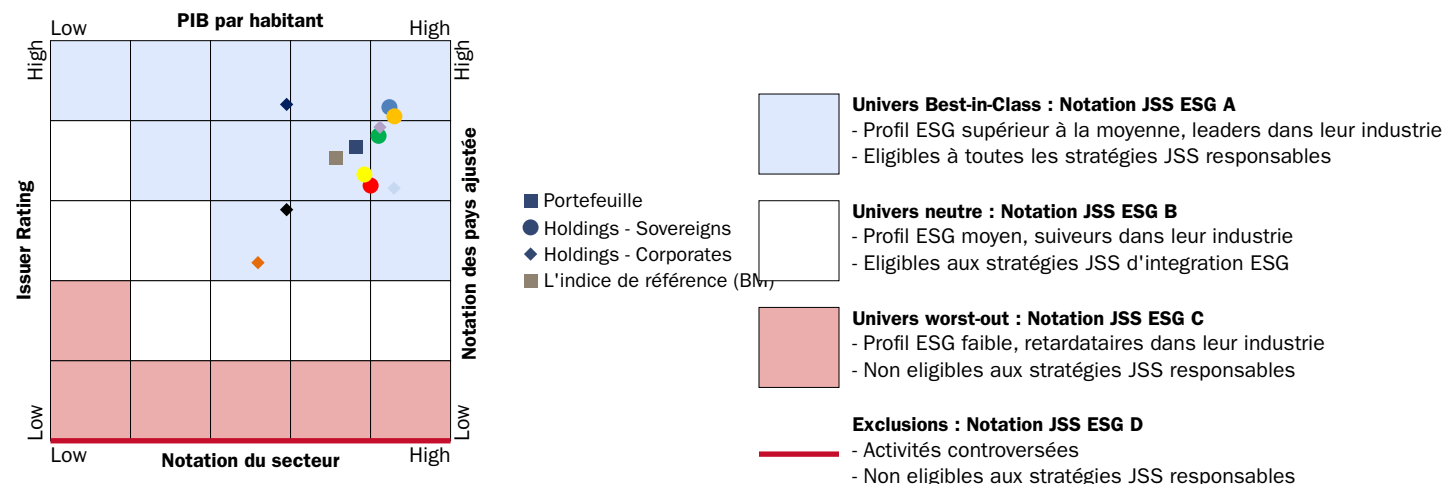 PIB par habitant
Low
High
High
High
Issuer Rating
Notation des pays ajustée
Low
Low
Low
High
Notation du secteur
Portefeuille
Holdings - Sovereigns
Holdings - Corporates
L'indice de référence (BM)
Univers Best-in-Class : Notation JSS ESG A
- Profil ESG supérieur à la moyenne, leaders dans leur industrie
- Eligibles à toutes les stratégies JSS responsables
Univers neutre : Notation JSS ESG B
- Profil ESG moyen, suiveurs dans leur industrie
- Eligibles aux stratégies JSS d'integration ESG
Univers worst-out : Notation JSS ESG C
- Profil ESG faible, retardataires dans leur industrie
- Non eligibles aux stratégies JSS responsables
Exclusions : Notation JSS ESG D
- Activités controversées
- Non eligibles aux stratégies JSS responsables